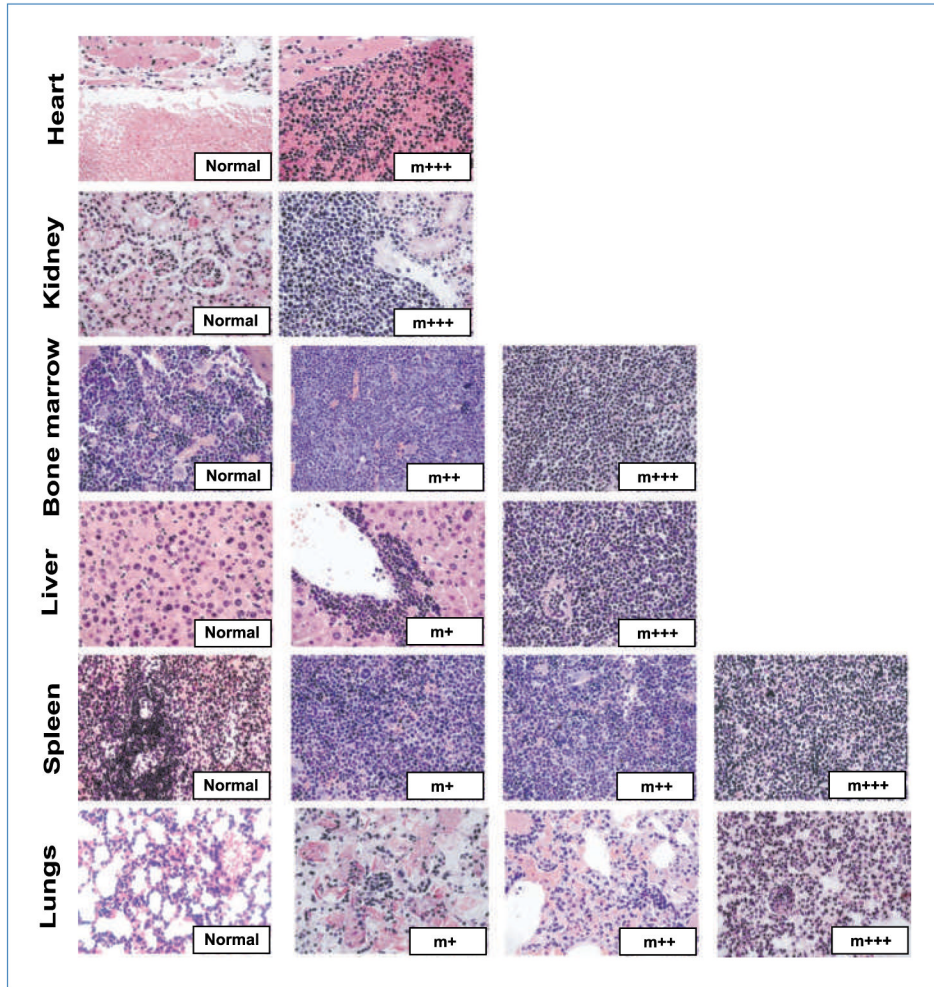 Heart
Normal
m+++
Kidney
Normal
m+++
Bone marrow
Normal
m++
m+++
Liver
Normal
m+
m+++
Spleen
Normal
m+
m++
m+++
Lungs
Normal
m+
m++
m+++